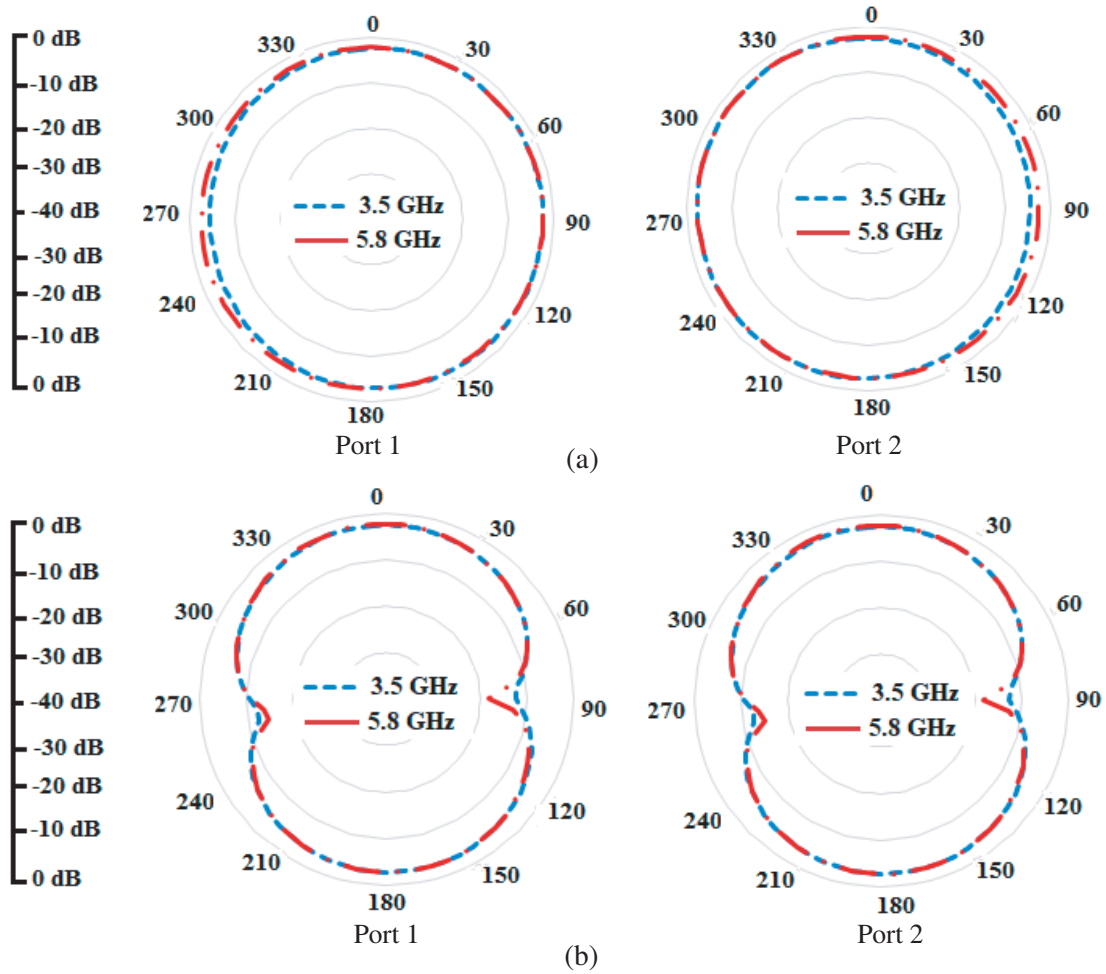 0 dB
-10 dB
-20 dB
-30 dB
-40 dB
-30 dB
-20 dB
-10 dB
0 dB
0
30
60
90
120
150
180
210
240
270
300
330
3.5 GHz
5.8 GHz
Port 1
0
30
60
90
120
150
180
210
240
270
300
330
3.5 GHz
5.8 GHz
Port 2
(a)
0 dB
-10 dB
-20 dB
-30 dB
-40 dB
-30 dB
-20 dB
-10 dB
0 dB
0
30
60
90
120
150
180
210
240
270
300
330
3.5 GHz
5.8 GHz
Port 1
0
30
60
90
120
150
180
210
240
270
300
330
3.5 GHz
5.8 GHz
Port 2
(b)